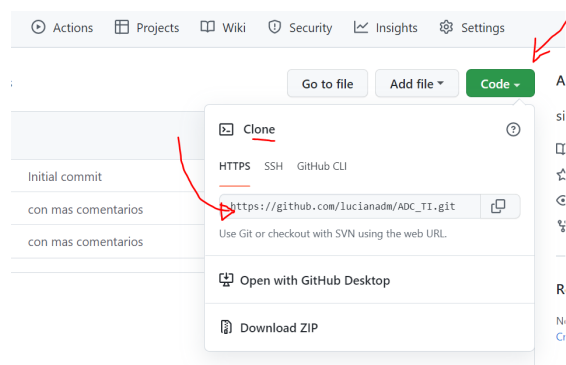 Actions Projects Wiki Security Insights Settings
Go to file Add file Code
Clone
HTTPS SSH GitHub CLI
Initial commit
https://github.com/lucianadm/ADC_TI.git
con mas comentarios
Use Git or checkout with SVN using the web URL.
con mas comentarios
Open with GitHub Desktop
Download ZIP